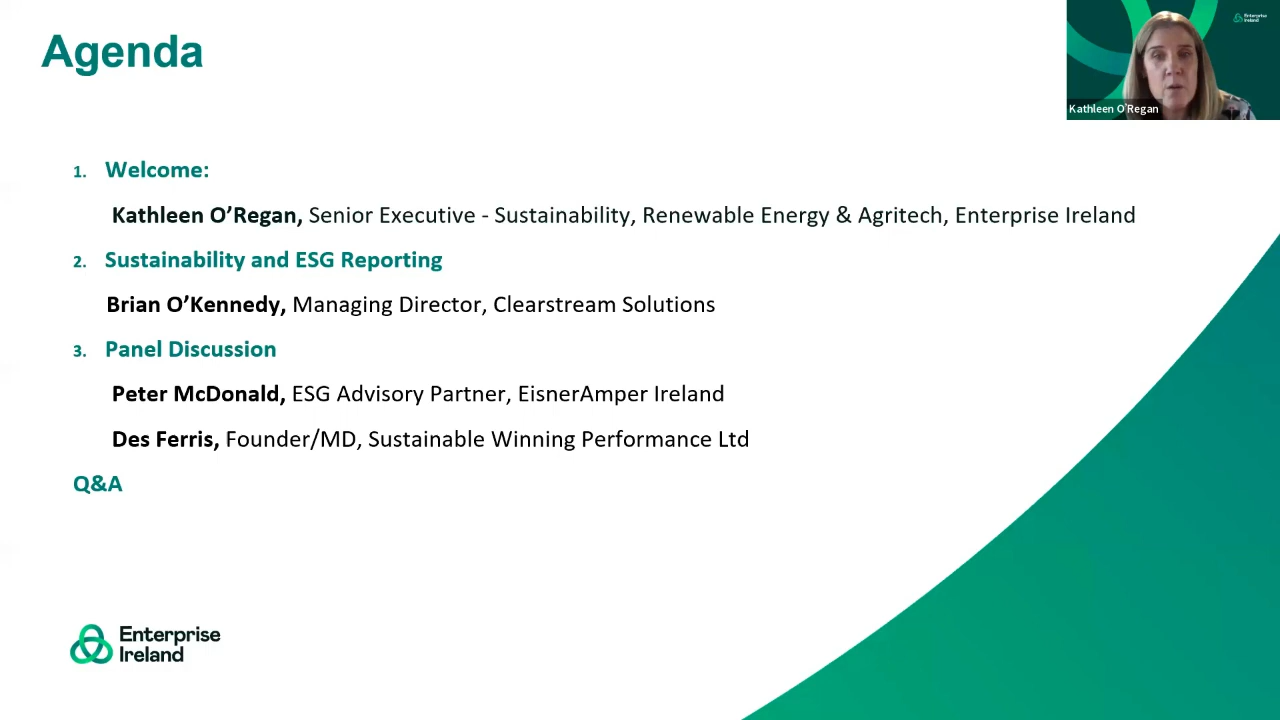 Agenda
Enterprise
Ireland
Kathleen O'Regan
1. Welcome:
Kathleen O’Regan, Senior Executive - Sustainability, Renewable Energy & Agritech, Enterprise Ireland
2. Sustainability and ESG Reporting
Brian O’Kennedy, Managing Director, Clearstream Solutions
3. Panel Discussion
Peter McDonald, ESG Advisory Partner, EisnerAmper Ireland
Des Ferris, Founder/MD, Sustainable Winning Performance Ltd
Q&A
Enterprise
Ireland